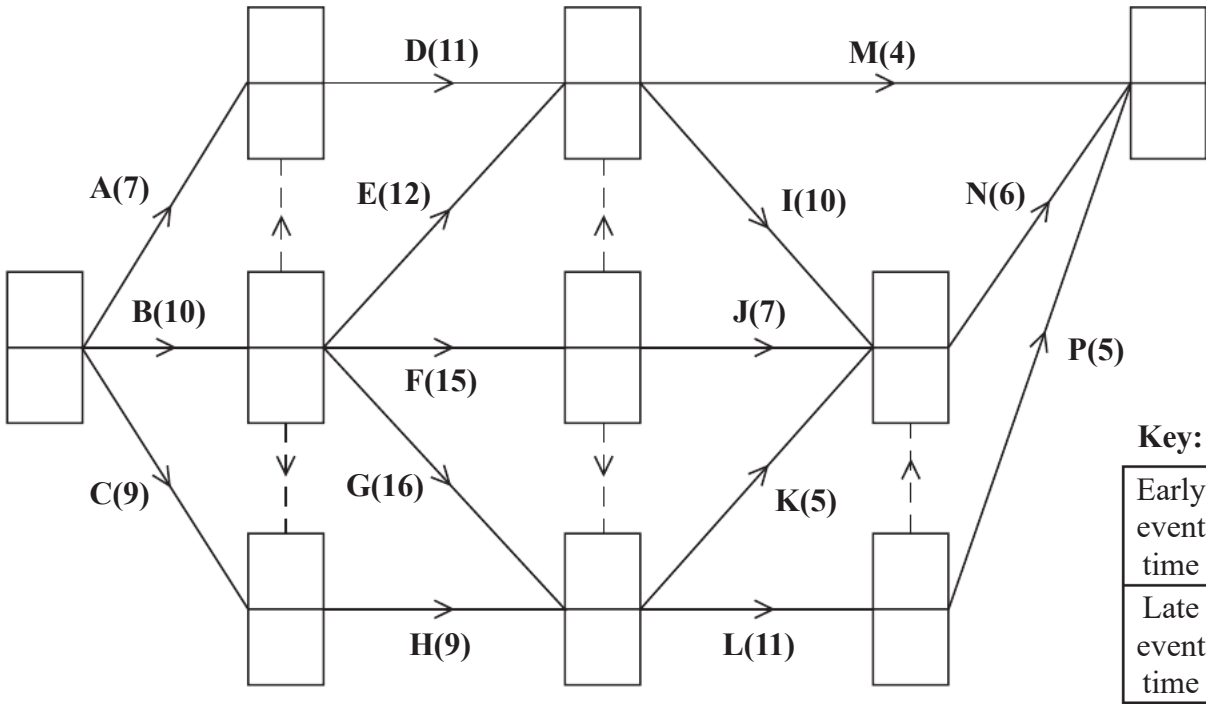 D(11)
M(4)
A(7)
E(12)
I(10)
N(6)
B(10)
J(7)
P(5)
F(15)
C(9)
G(16)
K(5)
H(9)
L(11)
Key:
Early
event
time
Late
event
time